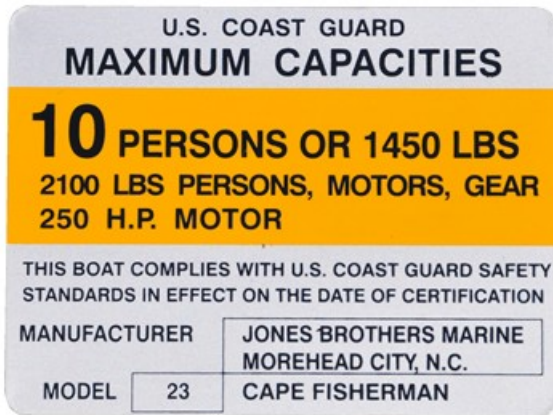 U.S. COAST GUARD
MAXIMUM CAPACITIES
10 PERSONS OR 1450 LBS
2100 LBS PERSONS, MOTORS, GEAR
250 H.P. MOTOR
THIS BOAT COMPLIES WITH U.S. COAST GUARD SAFETY
STANDARDS IN EFFECT ON THE DATE OF CERTIFICATION
MANUFACTURER JONES BROTHERS MARINE
MOREHEAD CITY, N.C.
MODEL 23 CAPE FISHERMAN